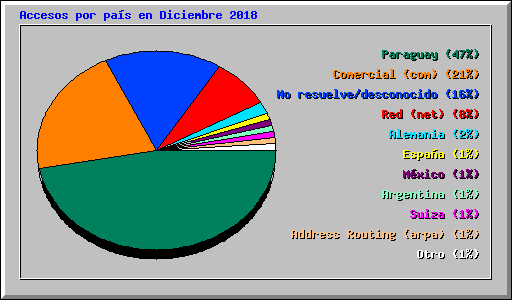 Accesos por país en Diciembre 2018
Paraguay (47%)
Comercial (com) (21%)
No resuelve/desconocido (16%)
Red (net) (8%)
Alemania (2%)
España (1%)
México (1%)
Argentina (1%)
Suiza (1%)
Address Routing (arpa) (1%)
Otro (1%)